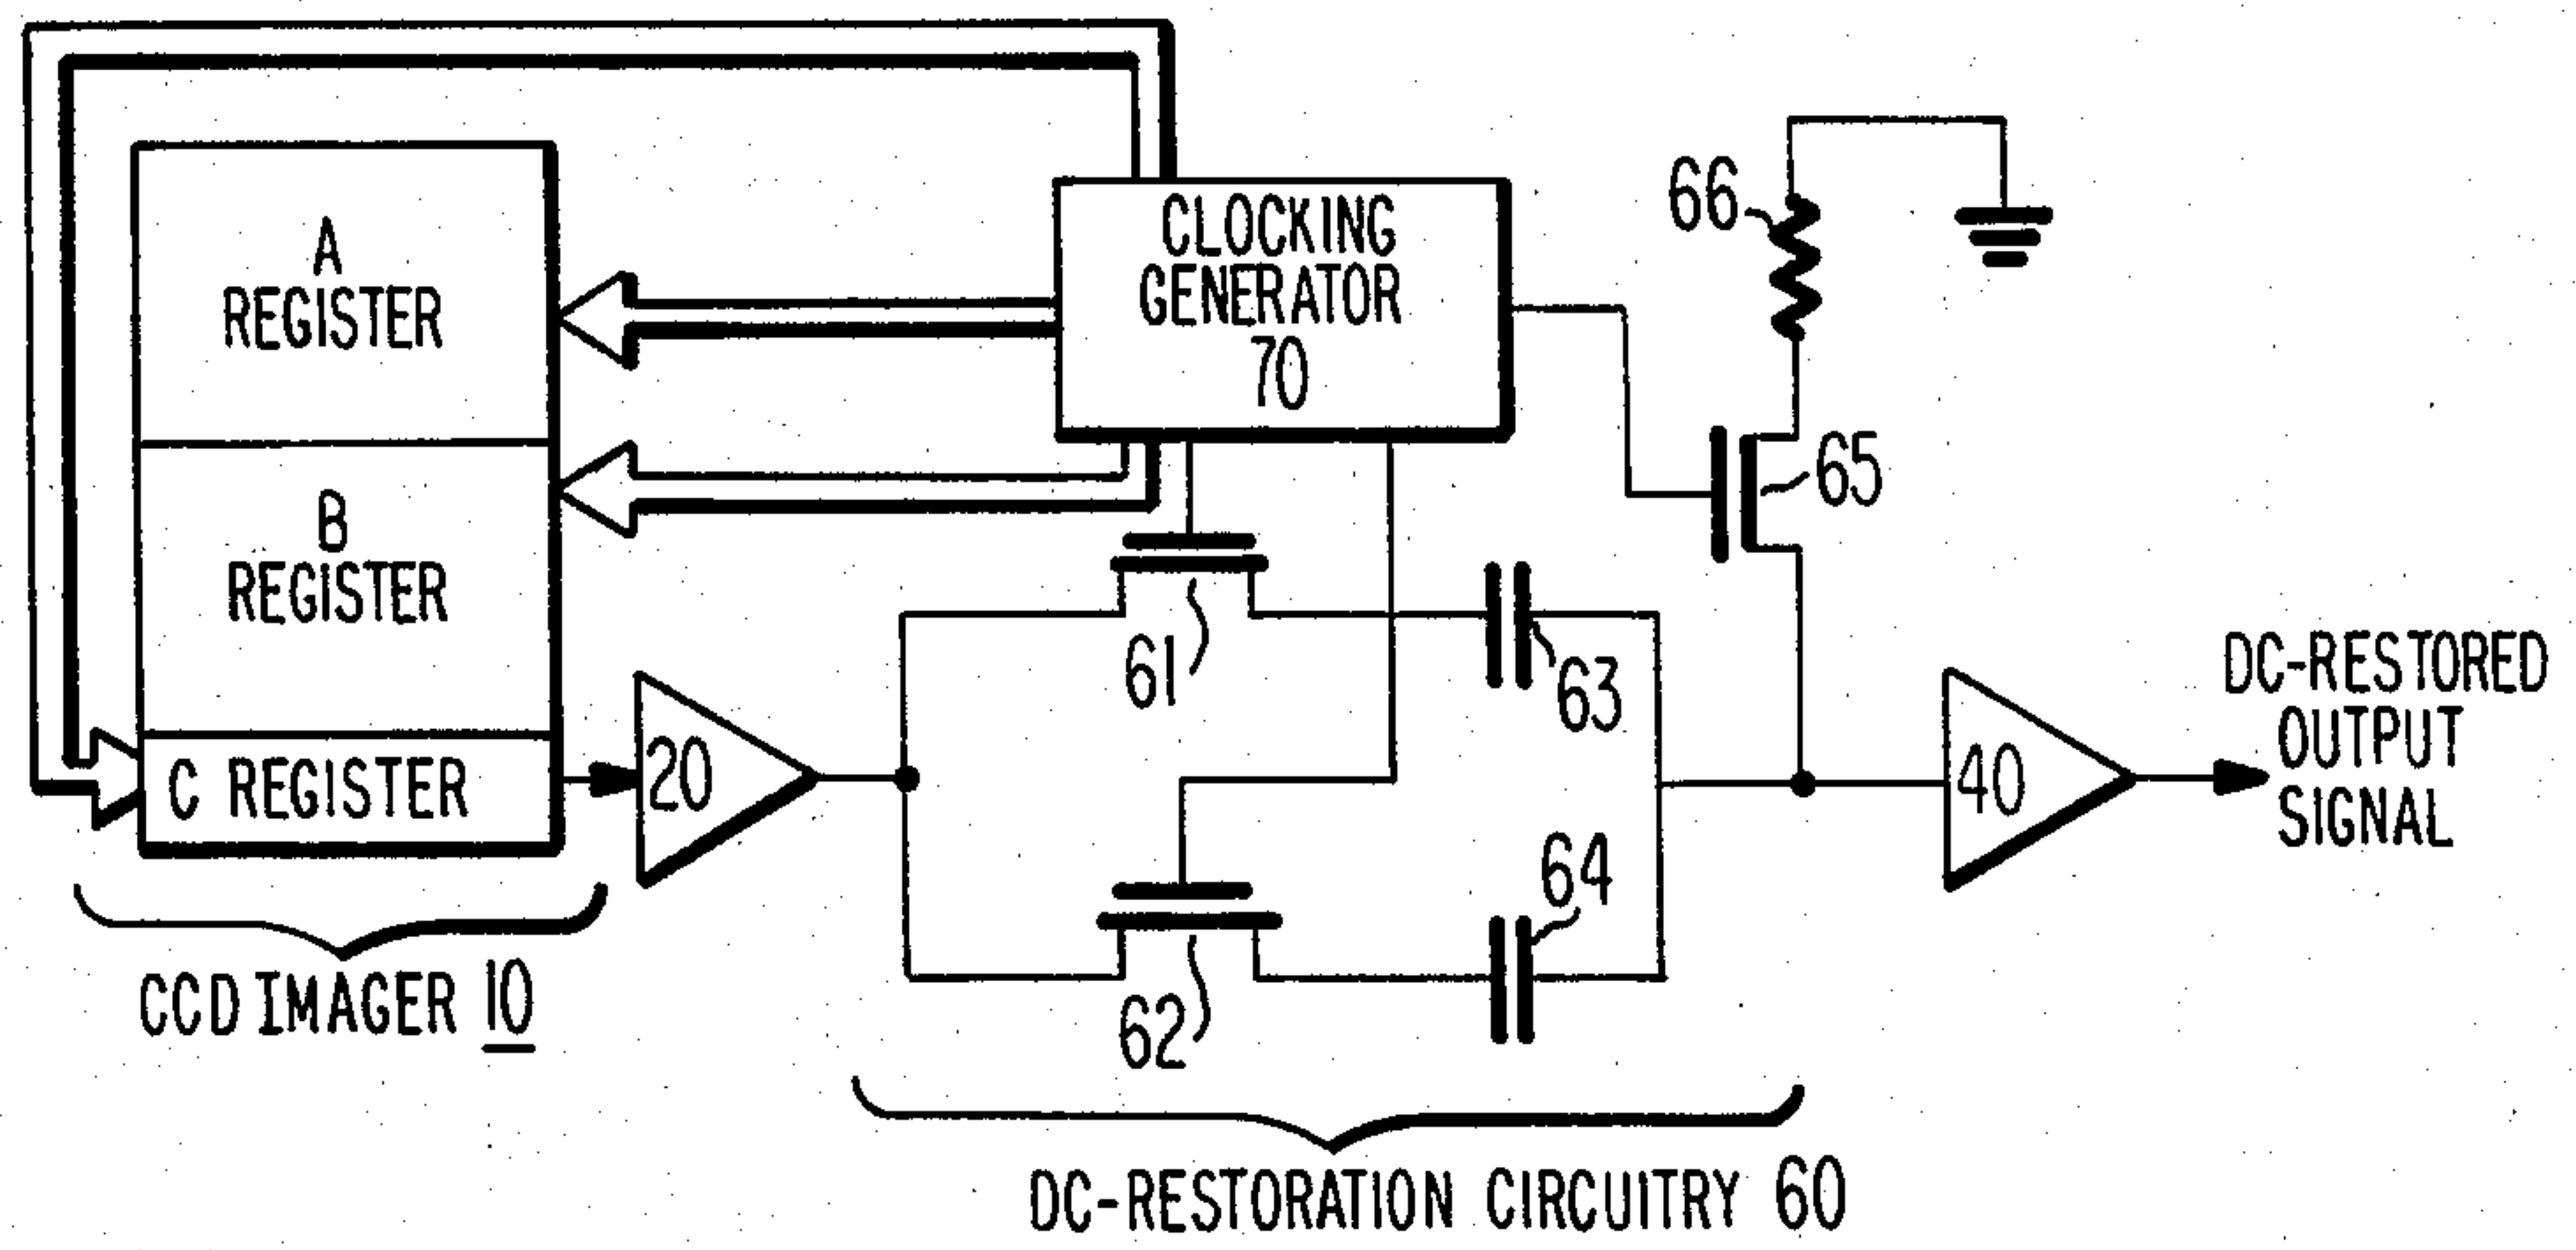 A
REGISTER
B
REGISTER
C REGISTER
CCD IMAGER 10
20
CLOCKING
GENERATOR
70
61
62
63
64
65
66
40
DC-RESTORED
OUTPUT
SIGNAL
DC-RESTORATION CIRCUITRY 60